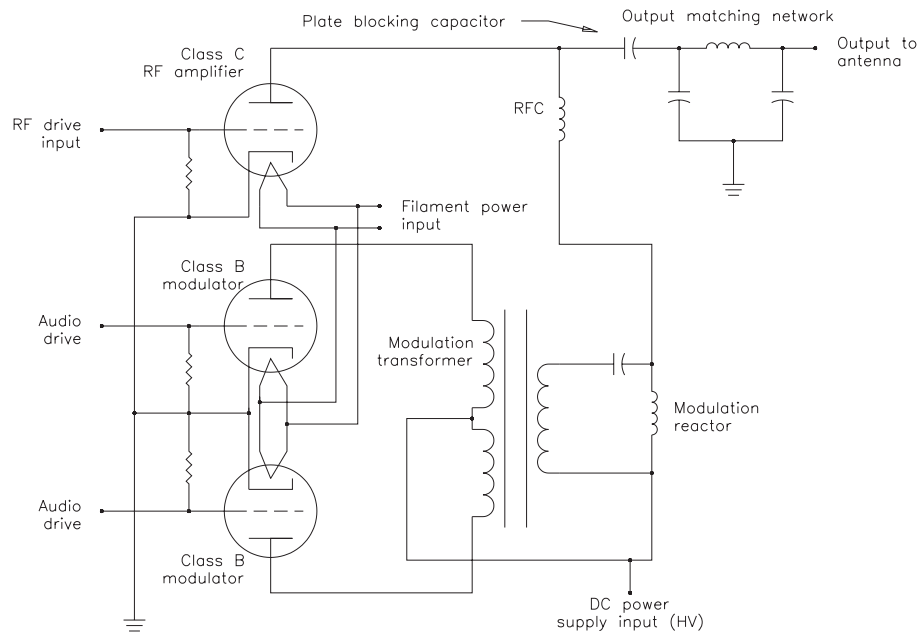 Plate blocking capacitor
Output matching network
Class C
RF amplifier
Output to
antenna
RFC
RF drive
input
Filament power
input
Class B
modulator
Audio
drive
Modulation
transformer
Modulation
reactor
Audio
drive
Class B
modulator
DC power
supply input (HV)